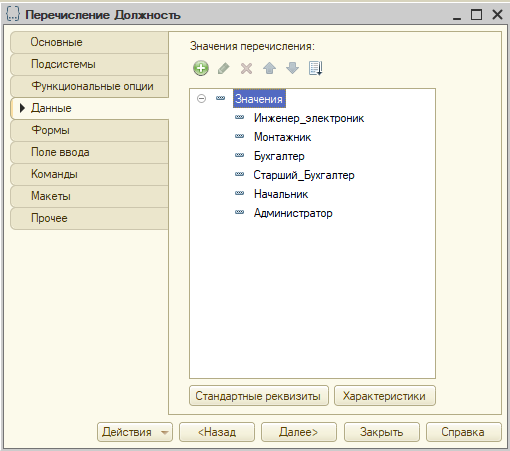 Перечисление Должность
Основные
Подсистемы
Функциональные опции
Данные
Формы
Поле ввода
Команды
Макеты
Прочее
Значения перечисления:
Значения
Инженер_электроник
Монтажник
Бухгалтер
Старший_Бухгалтер
Начальник
Администратор
Стандартные реквизиты
Характеристики
Действия
<Назад
Далее>
Закрыть
Справка